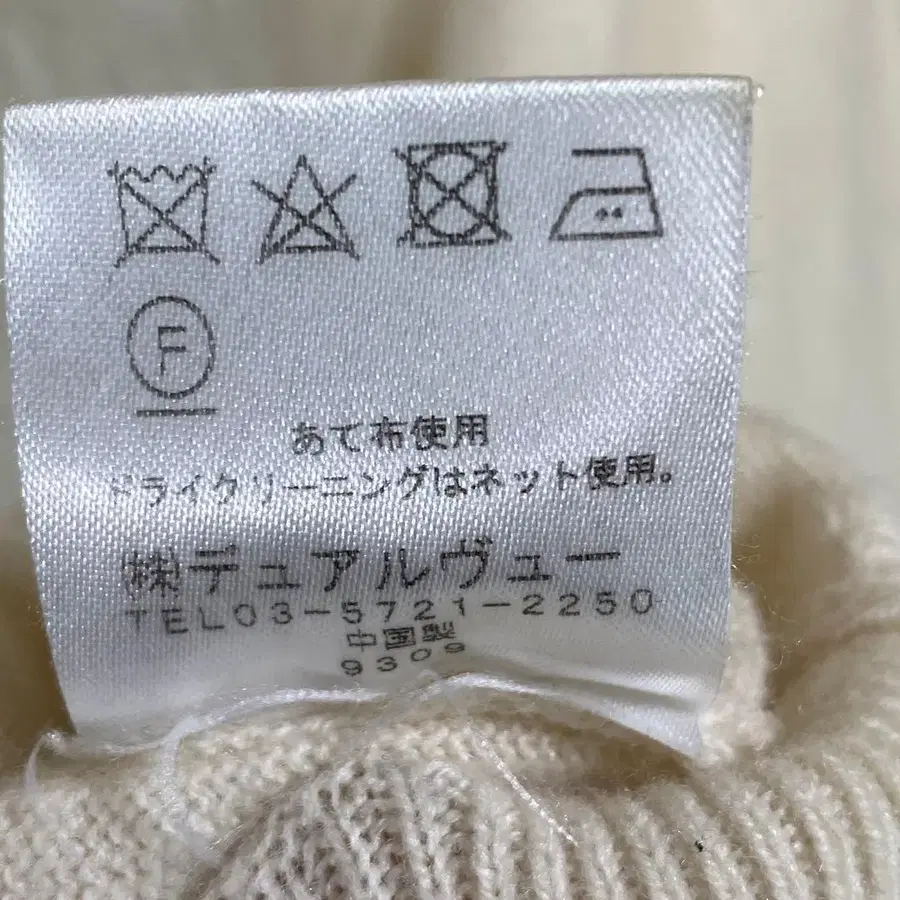 F
あて布使用
ドライクリーニングはネット使用。
㈱デュアルヴュー
TEL03-5721-2250
中国製
9309